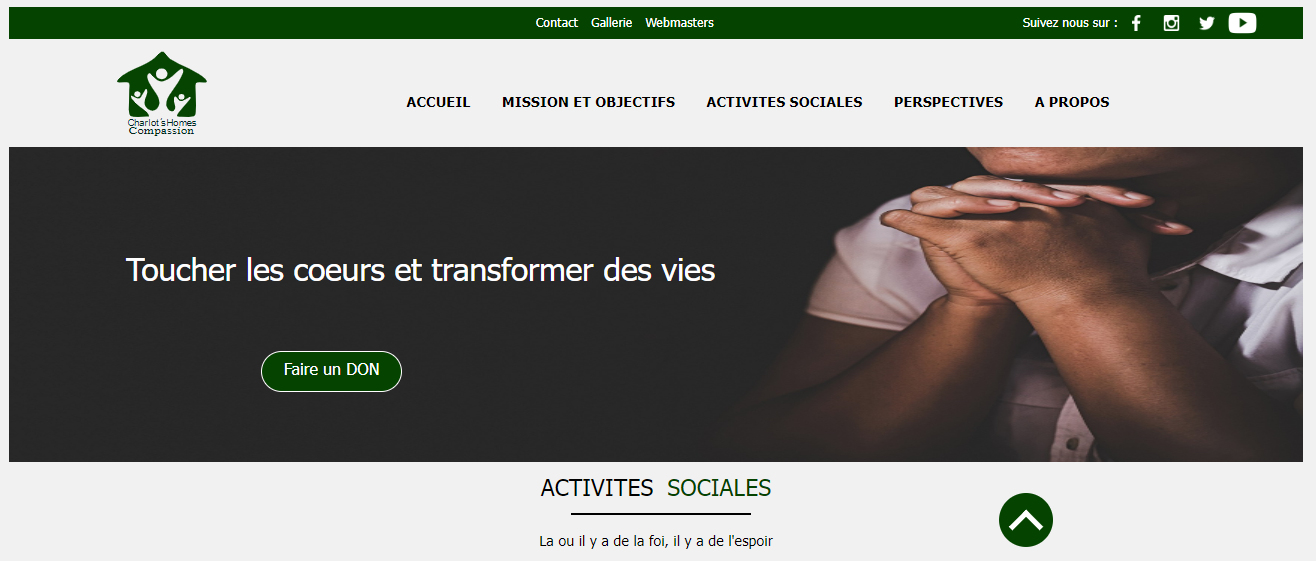 Contact Gallerie Webmasters Suivez nous sur :
Charlot'sHomes
Compassion
ACCUEIL MISSION ET OBJECTIFS ACTIVITES SOCIALES PERSPECTIVES A PROPOS
Toucher les coeurs et transformer des vies
Faire un DON
ACTIVITES SOCIALES
La ou il y a de la foi, il y a de l'espoir